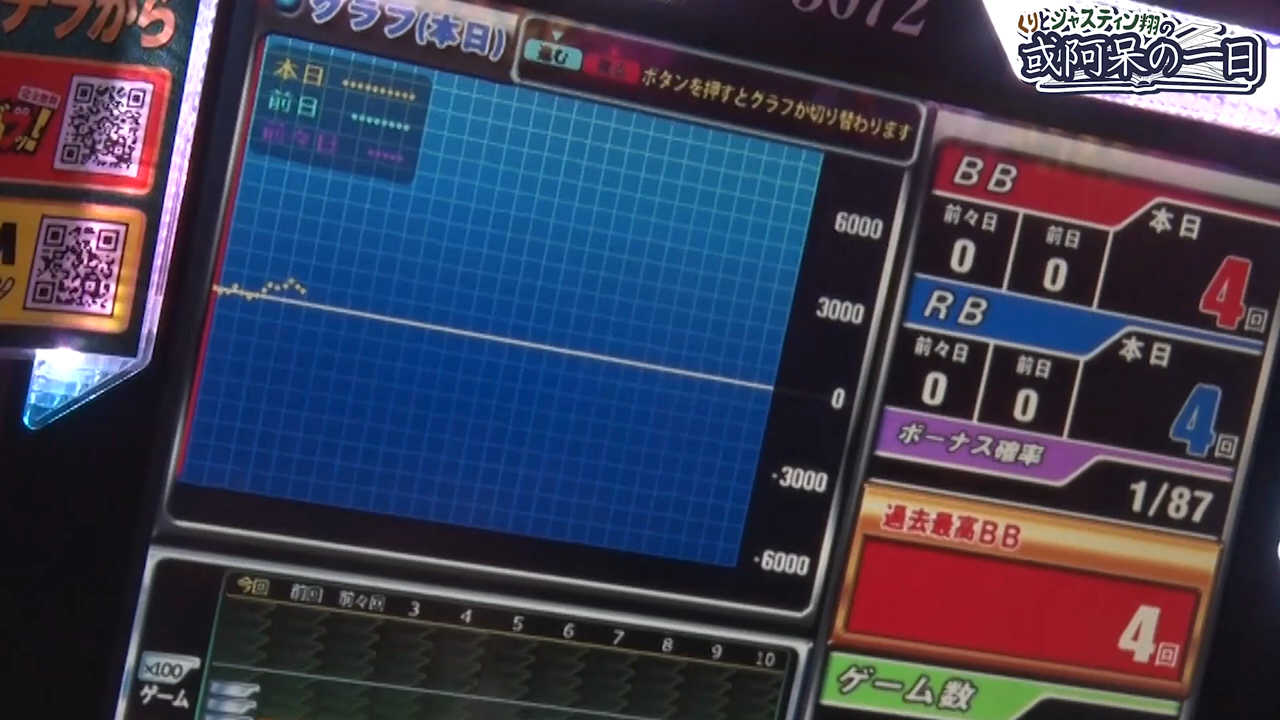 くりとジャスティン翔の
或阿呆の一日
グラフ(本日)
進む 戻る ボタンを押すとグラフが切り替わります
本日
前日
前々日
6000
3000
0
-3000
-6000
BB
前々日 前日 本日
0 0 4回
RB
前々日 前日 本日
0 0 4回
ボーナス確率
1/87
過去最高BB
4回
ゲーム数
今回 前回 前々回 3 4 5 6 7 8 9 10
×100
ゲーム